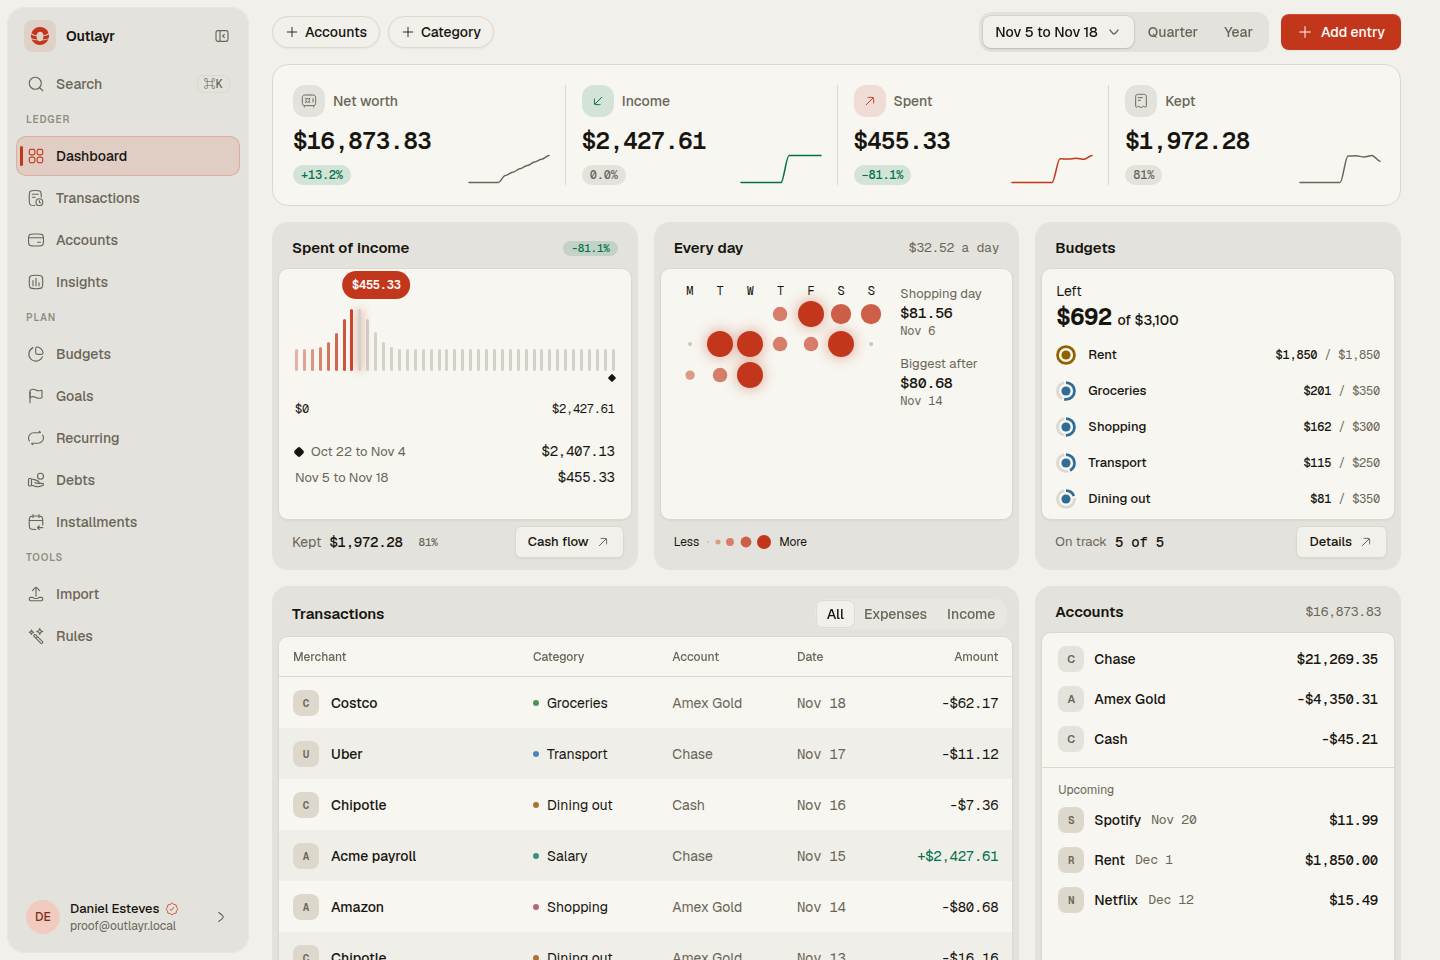 Outlayr
Search ⌘K
LEDGER
Dashboard
Transactions
Accounts
Insights
PLAN
Budgets
Goals
Recurring
Debts
Installments
TOOLS
Import
Rules
DE
Daniel Esteves
proof@outlayr.local
+ Accounts + Category
Nov 5 to Nov 18 Quarter Year
+ Add entry
Net worth
$16,873.83
+13.2%
Income
$2,427.61
0.0%
Spent
$455.33
-81.1%
Kept
$1,972.28
81%
Spent of income -81.1%
$455.33
$0 $2,427.61
Oct 22 to Nov 4 $2,407.13
Nov 5 to Nov 18 $455.33
Kept $1,972.28 81% Cash flow
Every day $32.52 a day
M T W T F S S
Shopping day
$81.56
Nov 6
Biggest after
$80.68
Nov 14
Less More
Budgets
Left
$692 of $3,100
Rent $1,850 / $1,850
Groceries $201 / $350
Shopping $162 / $300
Transport $115 / $250
Dining out $81 / $350
On track 5 of 5 Details
Transactions All Expenses Income
Merchant Category Account Date Amount
C Costco Groceries Amex Gold Nov 18 -$62.17
U Uber Transport Chase Nov 17 -$11.12
C Chipotle Dining out Cash Nov 16 -$7.36
A Acme payroll Salary Chase Nov 15 +$2,427.61
A Amazon Shopping Amex Gold Nov 14 -$80.68
C Chipotle Dining out Amex Gold Nov 13 -$16.16
Accounts $16,873.83
C Chase $21,269.35
A Amex Gold -$4,350.31
C Cash -$45.21
Upcoming
S Spotify Nov 20 $11.99
R Rent Dec 1 $1,850.00
N Netflix Dec 12 $15.49